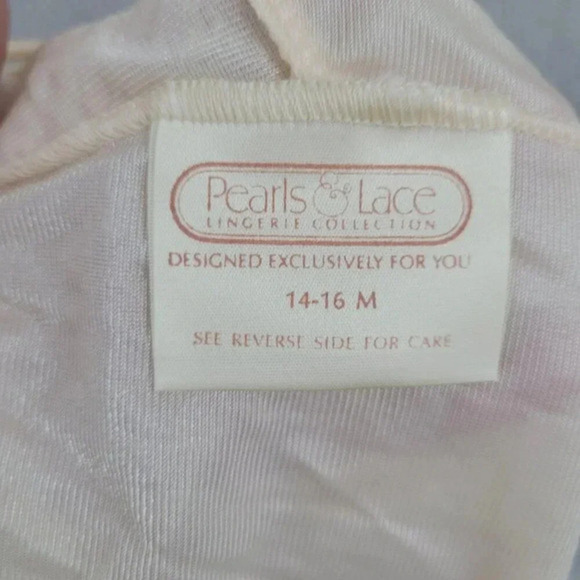 Pearls & Lace
LINGERIE COLLECTION
DESIGNED EXCLUSIVELY FOR YOU
14-16 M
SEE REVERSE SIDE FOR CARE